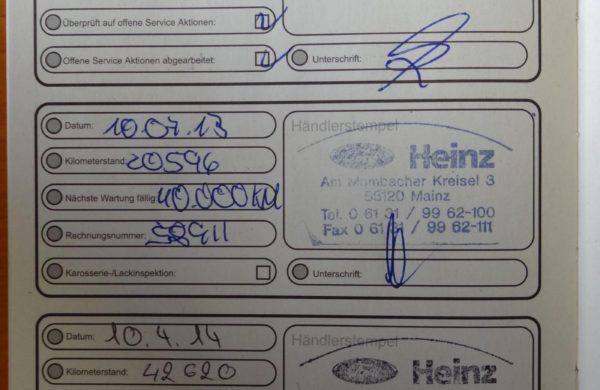 Überprüft auf offene Service Aktionen:
Offene Service Aktionen abgearbeitet:
Unterschrift:
Datum: 10.07.13
Händlerstempel
Kilometerstand: 20596
Heinz
Am Mombacher Kreisel 3
55120 Mainz
Nächste Wartung fällig: 40.000 KM
Tel. 0 61 31 / 99 62-100
Fax 0 61 31 / 99 62-111
Rechnungsnummer: 58911
Karosserie-/Lackinspektion:
Unterschrift:
Datum: 10.4.14
Händlerstempel
Kilometerstand: 42620
Heinz